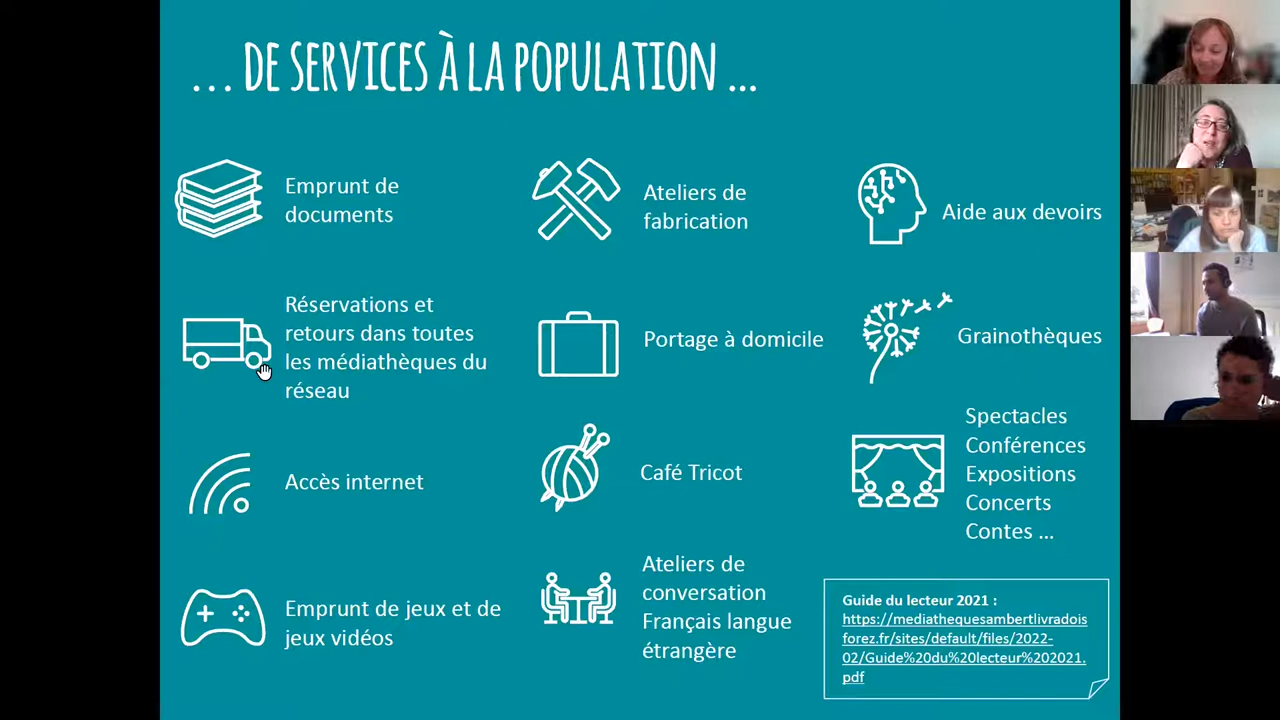 ... DE SERVICES À LA POPULATION ...
Emprunt de
documents
Réservations et
retours dans toutes
les médiathèques du
réseau
Accès internet
Emprunt de jeux et de
jeux vidéos
Ateliers de
fabrication
Portage à domicile
Café Tricot
Ateliers de
conversation
Français langue
étrangère
Aide aux devoirs
Grainothèques
Spectacles
Conférences
Expositions
Concerts
Contes ...
Guide du lecteur 2021 :
https://mediathequesambertlivradois
forez.fr/sites/default/files/2022-
02/Guide%20du%20lecteur%202021.
pdf